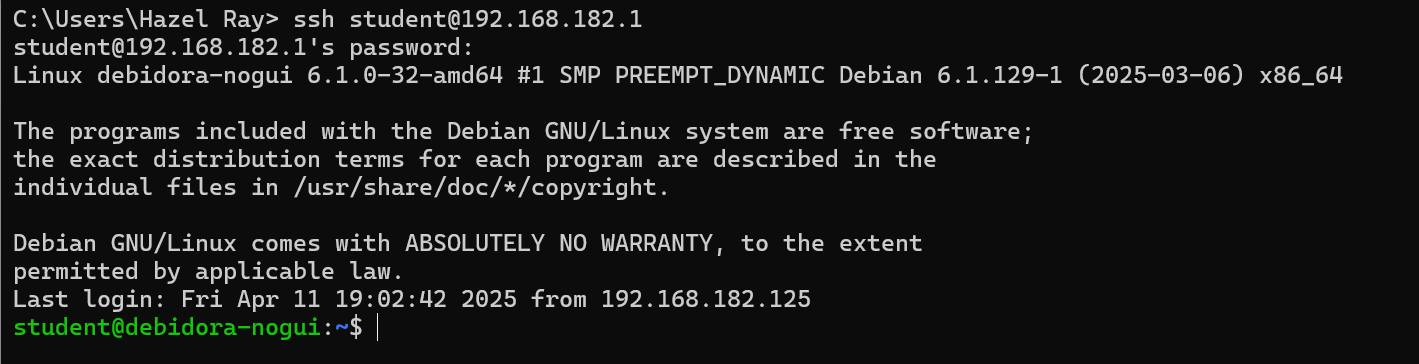 C:\Users\Hazel Ray> ssh student@192.168.182.1
student@192.168.182.1's password:
Linux debidora-nogui 6.1.0-32-amd64 #1 SMP PREEMPT_DYNAMIC Debian 6.1.129-1 (2025-03-06) x86_64
The programs included with the Debian GNU/Linux system are free software;
the exact distribution terms for each program are described in the
individual files in /usr/share/doc/*/copyright.
Debian GNU/Linux comes with ABSOLUTELY NO WARRANTY, to the extent
permitted by applicable law.
Last login: Fri Apr 11 19:02:42 2025 from 192.168.182.125
student@debidora-nogui:~$